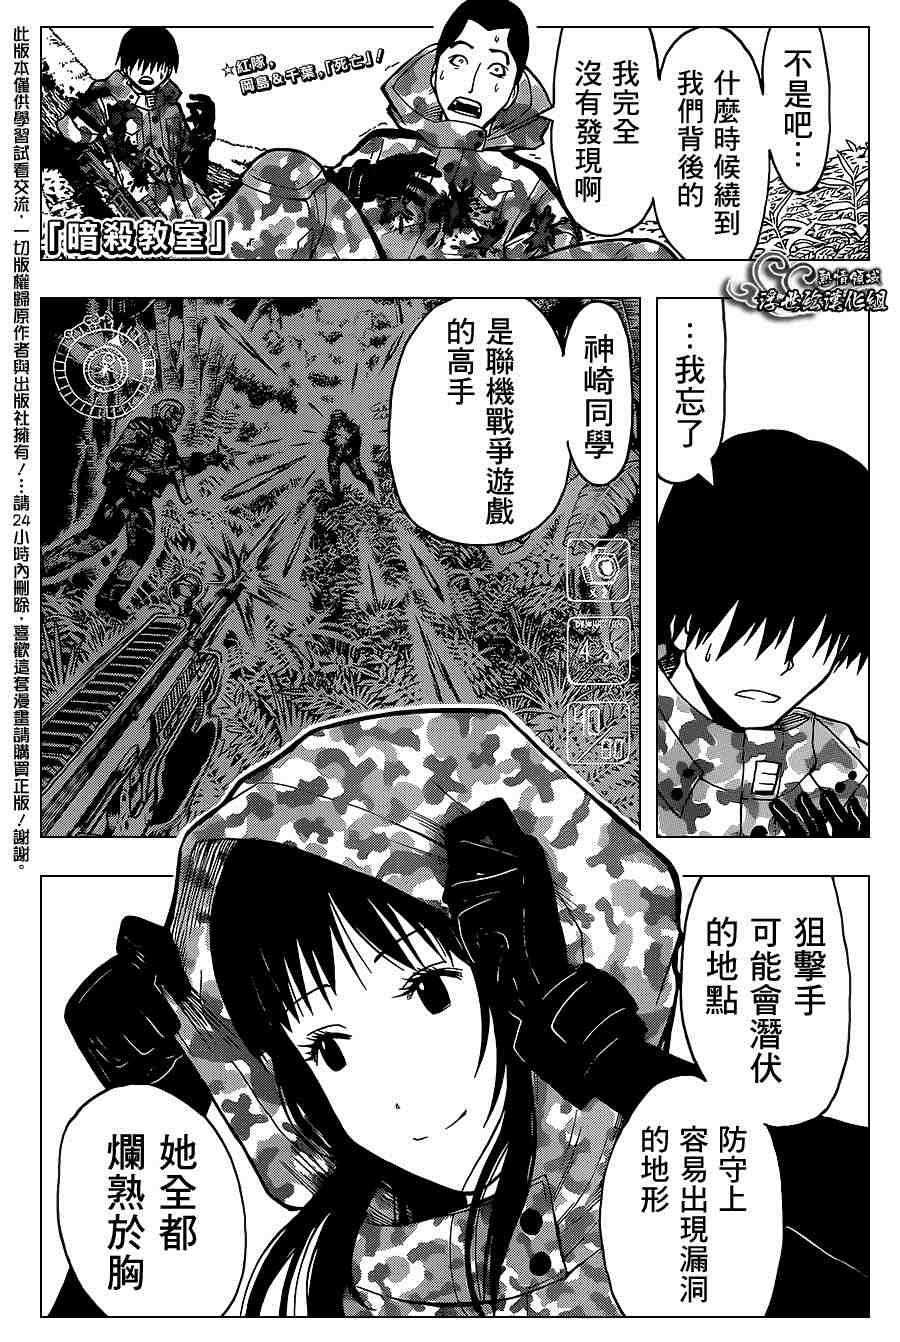 不是吧…
什麼時候繞到
我們背後的
我完全
沒有發現啊
☆紅隊，
岡島&千葉，「死亡」！
「暗殺教室」
熱情領域
…我忘了
神崎同學
是聯機戰爭遊戲
的高手
狙擊手
可能會潛伏
的地點
防守上
容易出現漏洞
的地形
她全都
爛熟於胸
此版本僅供學習試看交流，一切版權歸原作者與出版社擁有！…請24小時內刪除，喜歡這套漫畫請購買正版！謝謝。